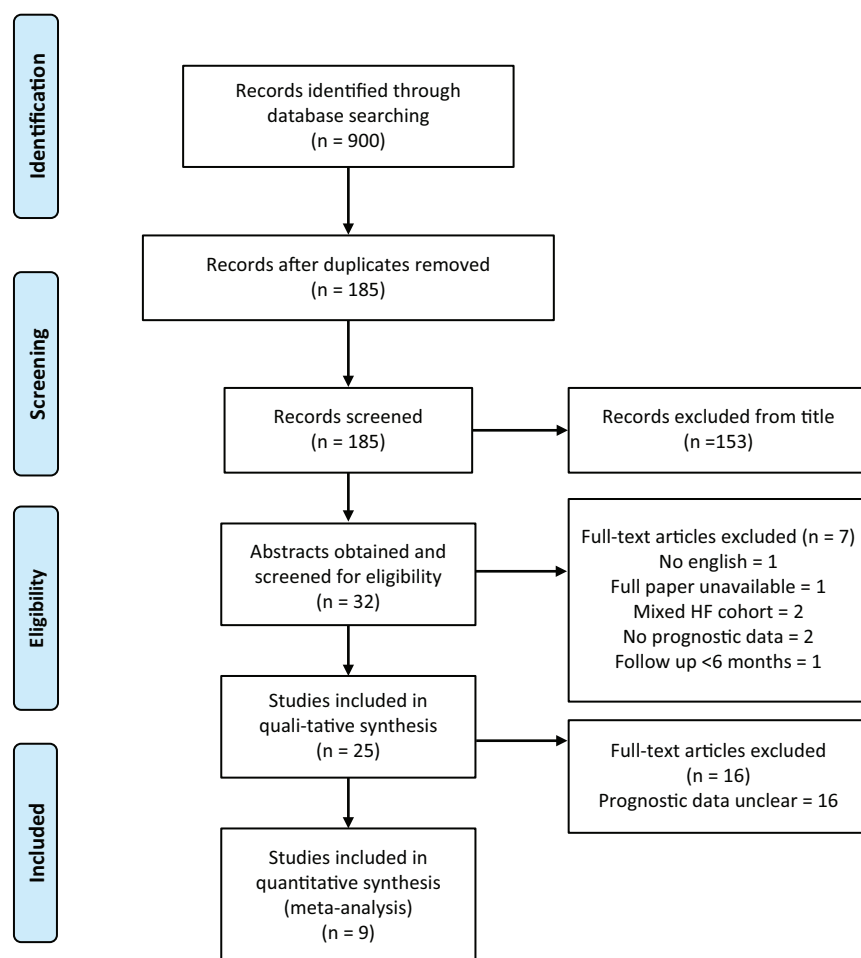 Identification
Records identified through
database searching
(n = 900)
Records after duplicates removed
(n = 185)
Screening
Records screened
(n = 185)
Records excluded from title
(n =153)
Eligibility
Abstracts obtained and
screened for eligibility
(n = 32)
Full-text articles excluded (n = 7)
No english = 1
Full paper unavailable = 1
Mixed HF cohort = 2
No prognostic data = 2
Follow up <6 months = 1
Studies included in
quali-tative synthesis
(n = 25)
Full-text articles excluded
(n = 16)
Prognostic data unclear = 16
Included
Studies included in
quantitative synthesis
(meta-analysis)
(n = 9)